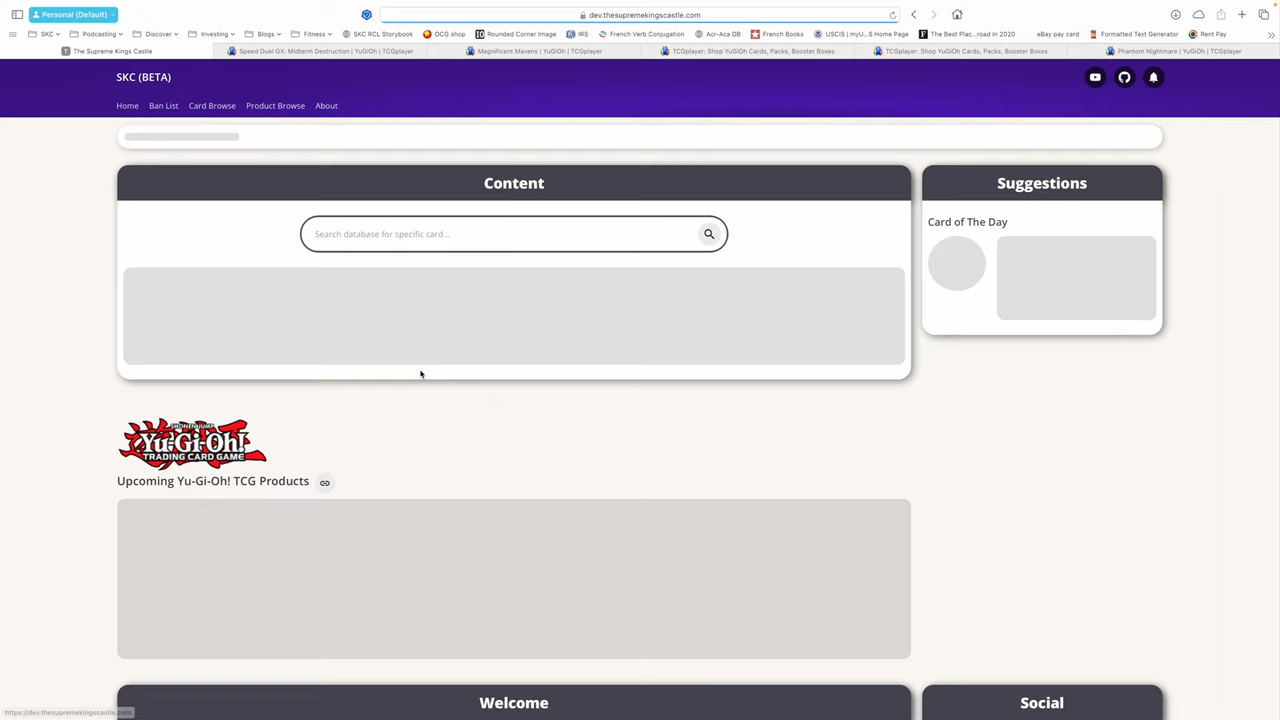 Personal (Default)
dev.thesupremekingscastle.com
SKC
Podcasting
Discover
Blogs
Investing
Fitness
SKC RCL Storybook
OCG shop
Rounded Corner Image
IRS
French Verb Conjugation
Acr-Aca DB
French Books
USCIS | myU...S Home Page
The Best Plac...road In 2020
eBay pay card
Formatted Text Generator
Rent Pay
The Supreme Kings Castle
Speed Duel GX: Midterm Destruction | YuGiOh | TCGplayer
Magnificent Mavens | YuGiOh | TCGplayer
TCGplayer: Shop YuGiOh Cards, Packs, Booster Boxes
TCGplayer: Shop YuGiOh Cards, Packs, Booster Boxes
Phantom Nightmare | YuGiOh | TCGplayer
SKC (BETA)
Home
Ban List
Card Browse
Product Browse
About
Content
Suggestions
Search database for specific card...
Card of The Day
SHONEN JUMP
Yu-Gi-Oh!
TRADING CARD GAME
Upcoming Yu-Gi-Oh! TCG Products
Welcome
Social
https://dev.thesupremekingscastle.com